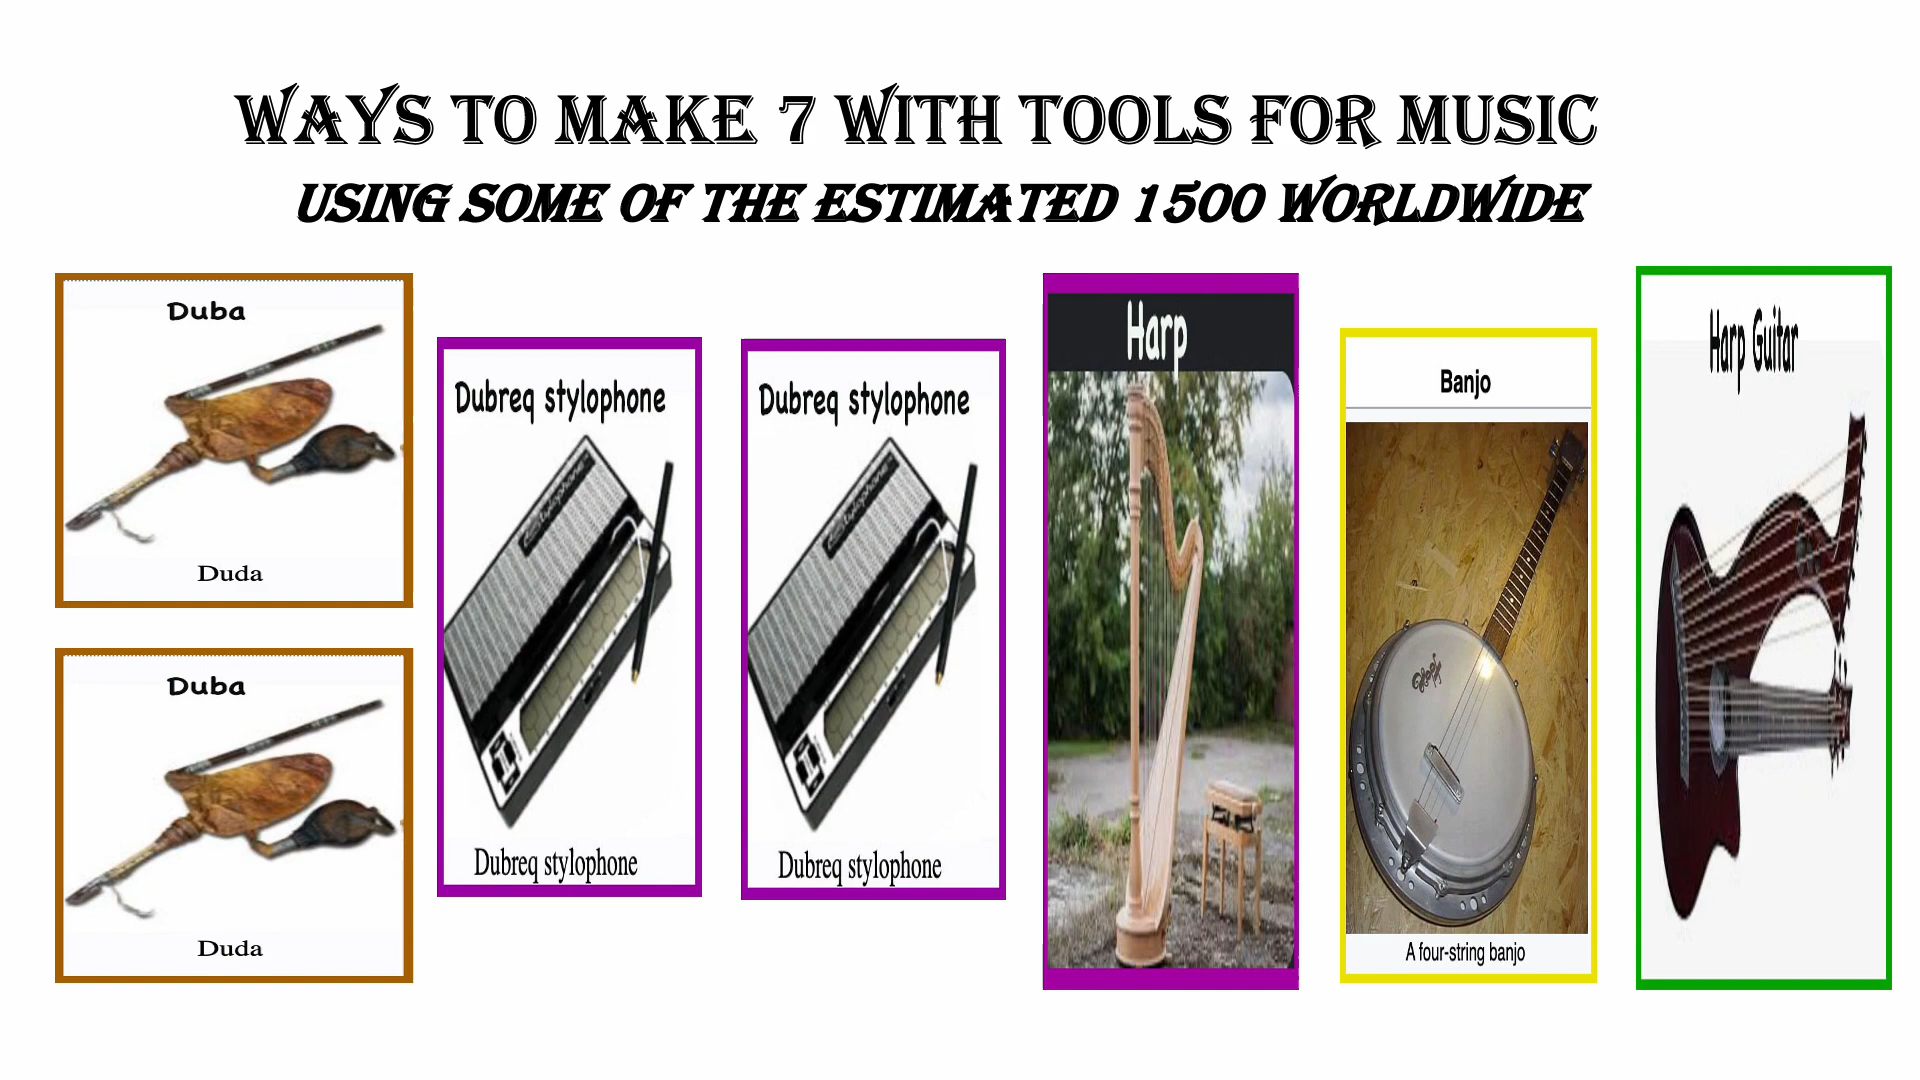 WAYS TO MAKE 7 WITH TOOLS FOR MUSIC
USING SOME OF THE ESTIMATED 1500 WORLDWIDE
Duba
Duda
Duba
Duda
Dubreq stylophone
Dubreq stylophone
Dubreq stylophone
Dubreq stylophone
Harp
Banjo
A four-string banjo
Harp Guitar